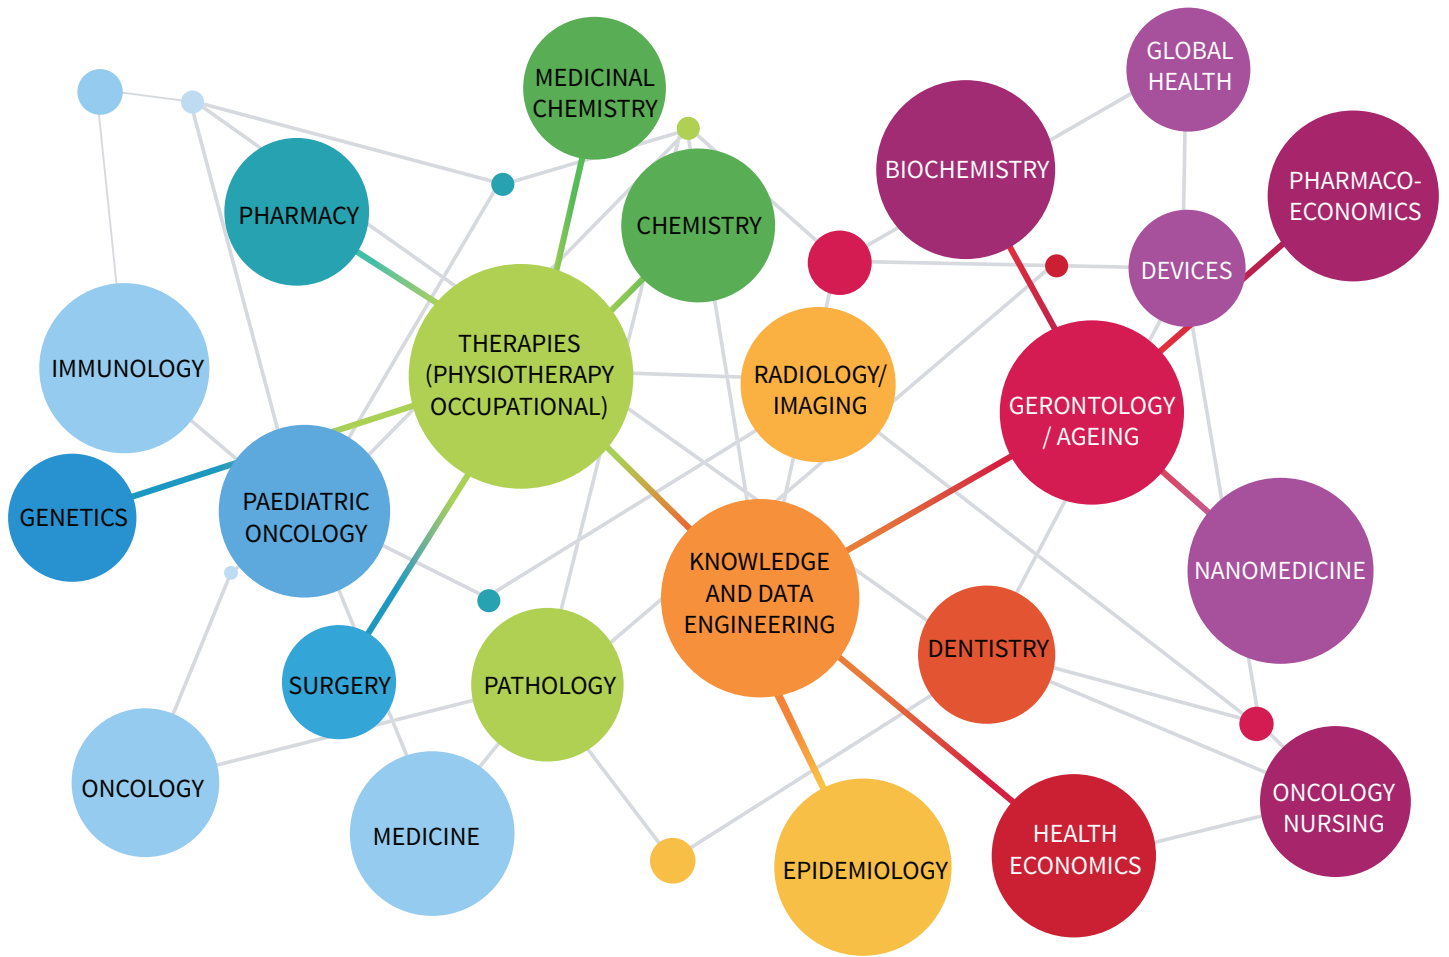 MEDICINAL
CHEMISTRY
GLOBAL
HEALTH
BIOCHEMISTRY
PHARMACO-
ECONOMICS
PHARMACY
CHEMISTRY
DEVICES
THERAPIES
(PHYSIOTHERAPY
OCCUPATIONAL)
IMMUNOLOGY
RADIOLOGY/
IMAGING
GERONTOLOGY
/ AGEING
GENETICS
PAEDIATRIC
ONCOLOGY
KNOWLEDGE
AND DATA
ENGINEERING
NANOMEDICINE
DENTISTRY
SURGERY
PATHOLOGY
ONCOLOGY
MEDICINE
EPIDEMIOLOGY
HEALTH
ECONOMICS
ONCOLOGY
NURSING